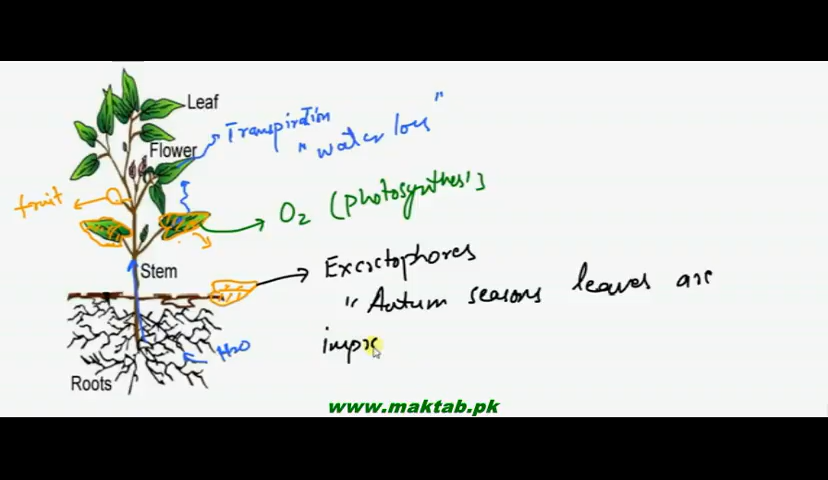 Leaf
Transpiration
Flower
"water loss"
fruit
O2 (photosynthesis)
Stem
Excretophores
"Autum seasons leaves are
impr
H2O
Roots
www.maktab.pk